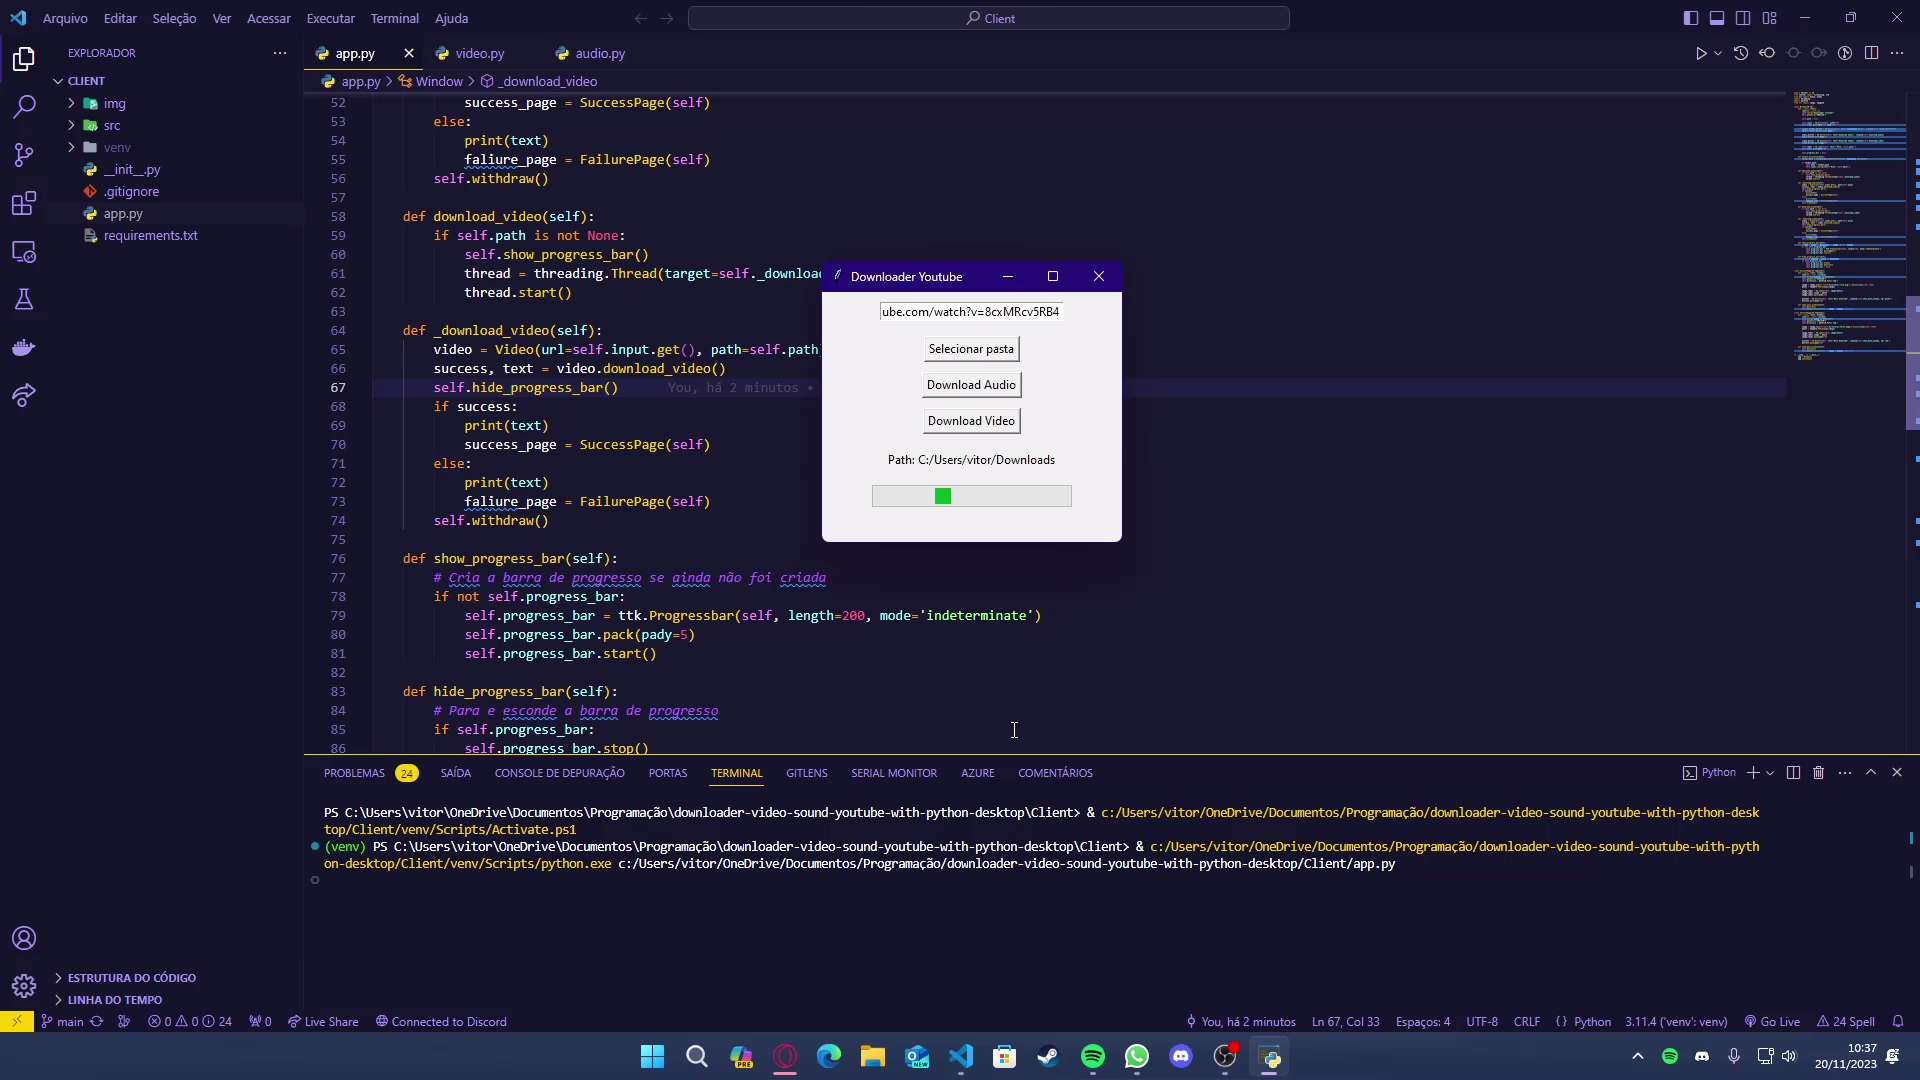 Arquivo Editar Seleção Ver Acessar Executar Terminal Ajuda
Client
EXPLORADOR
CLIENT
img
src
venv
__init__.py
.gitignore
app.py
requirements.txt
ESTRUTURA DO CÓDIGO
LINHA DO TEMPO
app.py
video.py
audio.py
app.py > Window > _download_video
52 success_page = SuccessPage(self)
53 else:
54 print(text)
55 faliure_page = FailurePage(self)
56 self.withdraw()
57
58 def download_video(self):
59 if self.path is not None:
60 self.show_progress_bar()
61 thread = threading.Thread(target=self._downloa
62 thread.start()
63
64 def _download_video(self):
65 video = Video(url=self.input.get(), path=self.path
66 success, text = video.download_video()
67 self.hide_progress_bar() You, há 2 minutos •
68 if success:
69 print(text)
70 success_page = SuccessPage(self)
71 else:
72 print(text)
73 faliure_page = FailurePage(self)
74 self.withdraw()
75
76 def show_progress_bar(self):
77 # Cria a barra de progresso se ainda não foi criada
78 if not self.progress_bar:
79 self.progress_bar = ttk.Progressbar(self, length=200, mode='indeterminate')
80 self.progress_bar.pack(pady=5)
81 self.progress_bar.start()
82
83 def hide_progress_bar(self):
84 # Para e esconde a barra de progresso
85 if self.progress_bar:
86 self.progress_bar.stop()
Downloader Youtube
ube.com/watch?v=8cxMRcv5RB4
Selecionar pasta
Download Audio
Download Video
Path: C:/Users/vitor/Downloads
PROBLEMAS 24 SAÍDA CONSOLE DE DEPURAÇÃO PORTAS TERMINAL GITLENS SERIAL MONITOR AZURE COMENTÁRIOS
Python
PS C:\Users\vitor\OneDrive\Documentos\Programação\downloader-video-sound-youtube-with-python-desktop\Client> & c:/Users/vitor/OneDrive/Documentos/Programação/downloader-video-sound-youtube-with-python-desk
top/Client/venv/Scripts/Activate.ps1
(venv) PS C:\Users\vitor\OneDrive\Documentos\Programação\downloader-video-sound-youtube-with-python-desktop\Client> & c:/Users/vitor/OneDrive/Documentos/Programação/downloader-video-sound-youtube-with-pyth
on-desktop/Client/venv/Scripts/python.exe c:/Users/vitor/OneDrive/Documentos/Programação/downloader-video-sound-youtube-with-python-desktop/Client/app.py
main 0 0 24 0 Live Share Connected to Discord You, há 2 minutos Ln 67, Col 33 Espaços: 4 UTF-8 CRLF {} Python 3.11.4 ('venv': venv) Go Live 24 Spell
PRE
NEW
10:37
20/11/2023